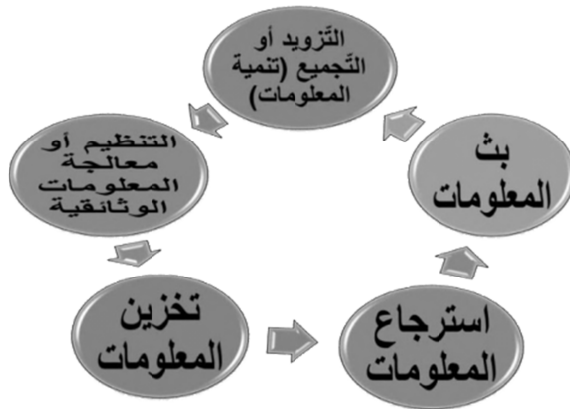 التّزويد أو
التّجميع (تنمية
المعلومات)
التنظيم أو
معالجة
المعلومات
الوثائقية
تخزين
المعلومات
استرجاع
المعلومات
بث
المعلومات